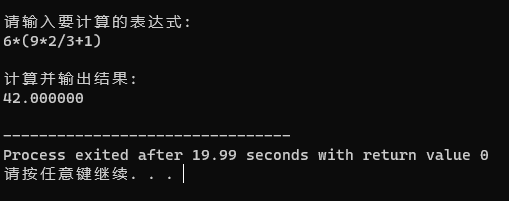 请输入要计算的表达式:
6*(9*2/3+1)
计算并输出结果:
42.000000
--------------------------------
Process exited after 19.99 seconds with return value 0
请按任意键继续. . .